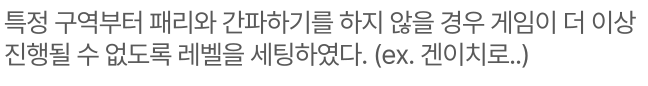 특정 구역부터 패리와 간파하기를 하지 않을 경우 게임이 더 이상
진행될 수 없도록 레벨을 세팅하였다. (ex. 겐이치로..)